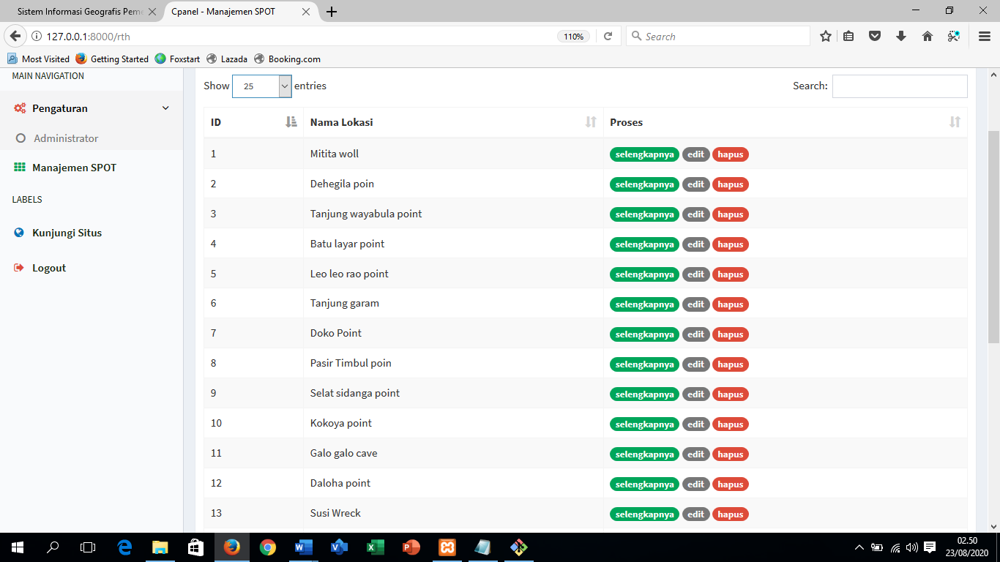 Sistem Informasi Geografis Peme
Cpanel - Manajemen SPOT
127.0.0.1:8000/rth
110%
Search
Most Visited
Getting Started
Foxstart
Lazada
Booking.com
MAIN NAVIGATION
Pengaturan
Administrator
Manajemen SPOT
LABELS
Kunjungi Situs
Logout
Show 25 entries
Search:
ID Nama Lokasi Proses
1 Mitita woll selengkapnya edit hapus
2 Dehegila poin selengkapnya edit hapus
3 Tanjung wayabula point selengkapnya edit hapus
4 Batu layar point selengkapnya edit hapus
5 Leo leo rao point selengkapnya edit hapus
6 Tanjung garam selengkapnya edit hapus
7 Doko Point selengkapnya edit hapus
8 Pasir Timbul poin selengkapnya edit hapus
9 Selat sidanga point selengkapnya edit hapus
10 Kokoya point selengkapnya edit hapus
11 Galo galo cave selengkapnya edit hapus
12 Daloha point selengkapnya edit hapus
13 Susi Wreck selengkapnya edit hapus
02.50
23/08/2020